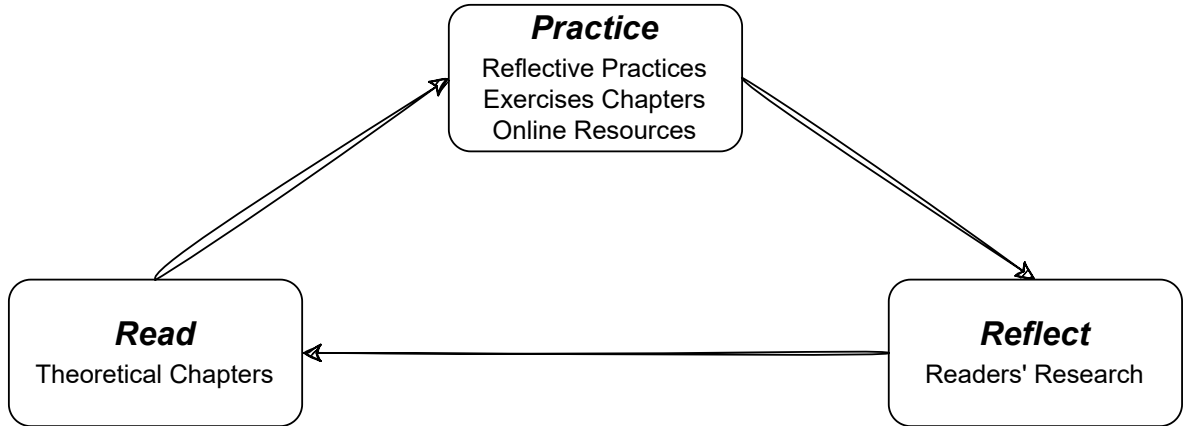 Practice
Reflective Practices
Exercises Chapters
Online Resources
Read
Theoretical Chapters
Reflect
Readers' Research